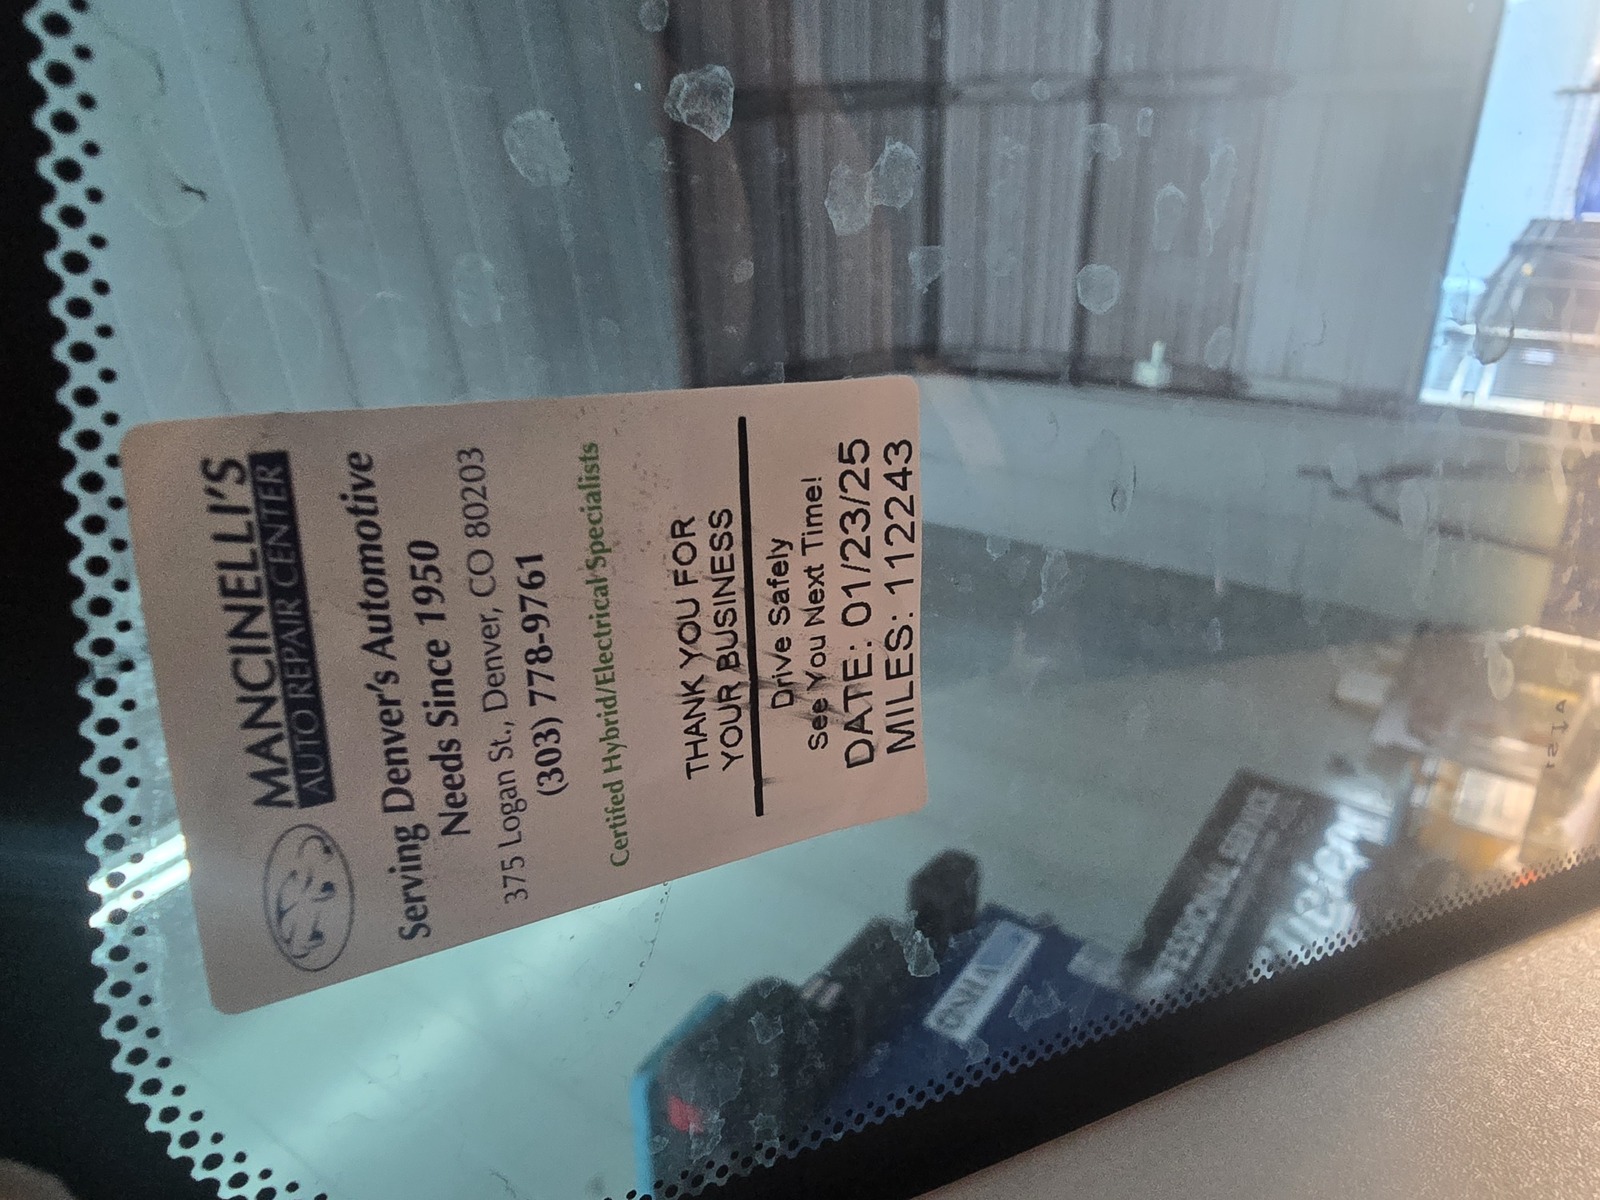 MANCINELLI'S
AUTO REPAIR CENTER
Serving Denver's Automotive
Needs Since 1950
375 Logan St., Denver, CO 80203
(303) 778-9761
Certifed Hybrid/Electrical Specialists
THANK YOU FOR
YOUR BUSINESS
Drive Safely
See You Next Time!
DATE: 01/23/25
MILES: 112243
SERVICE